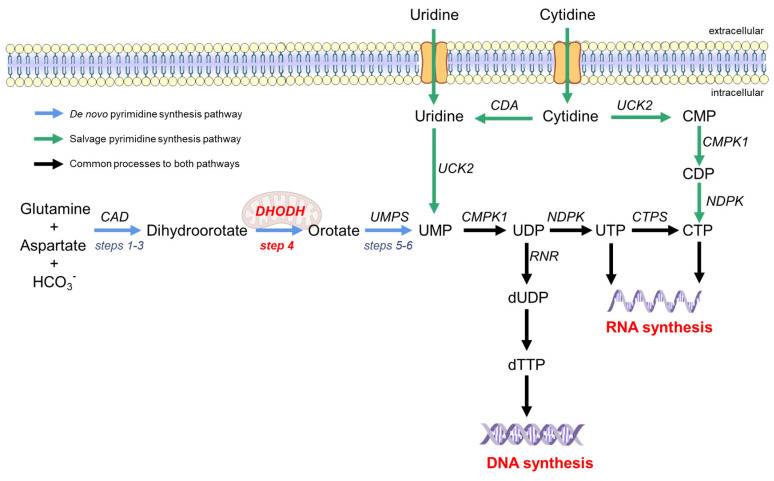 Uridine Cytidine
extracellular
intracellular
De novo pyrimidine synthesis pathway
Salvage pyrimidine synthesis pathway
Common processes to both pathways
Uridine CDA Cytidine UCK2 CMP
CMPK1
UCK2
CDP
NDPK
Glutamine
+
Aspartate
+
HCO3-
CAD
steps 1-3
Dihydroorotate
DHODH
step 4
Orotate
UMPS
steps 5-6
UMP
CMPK1
UDP
NDPK
UTP
CTPS
CTP
RNR
dUDP
RNA synthesis
dTTP
DNA synthesis